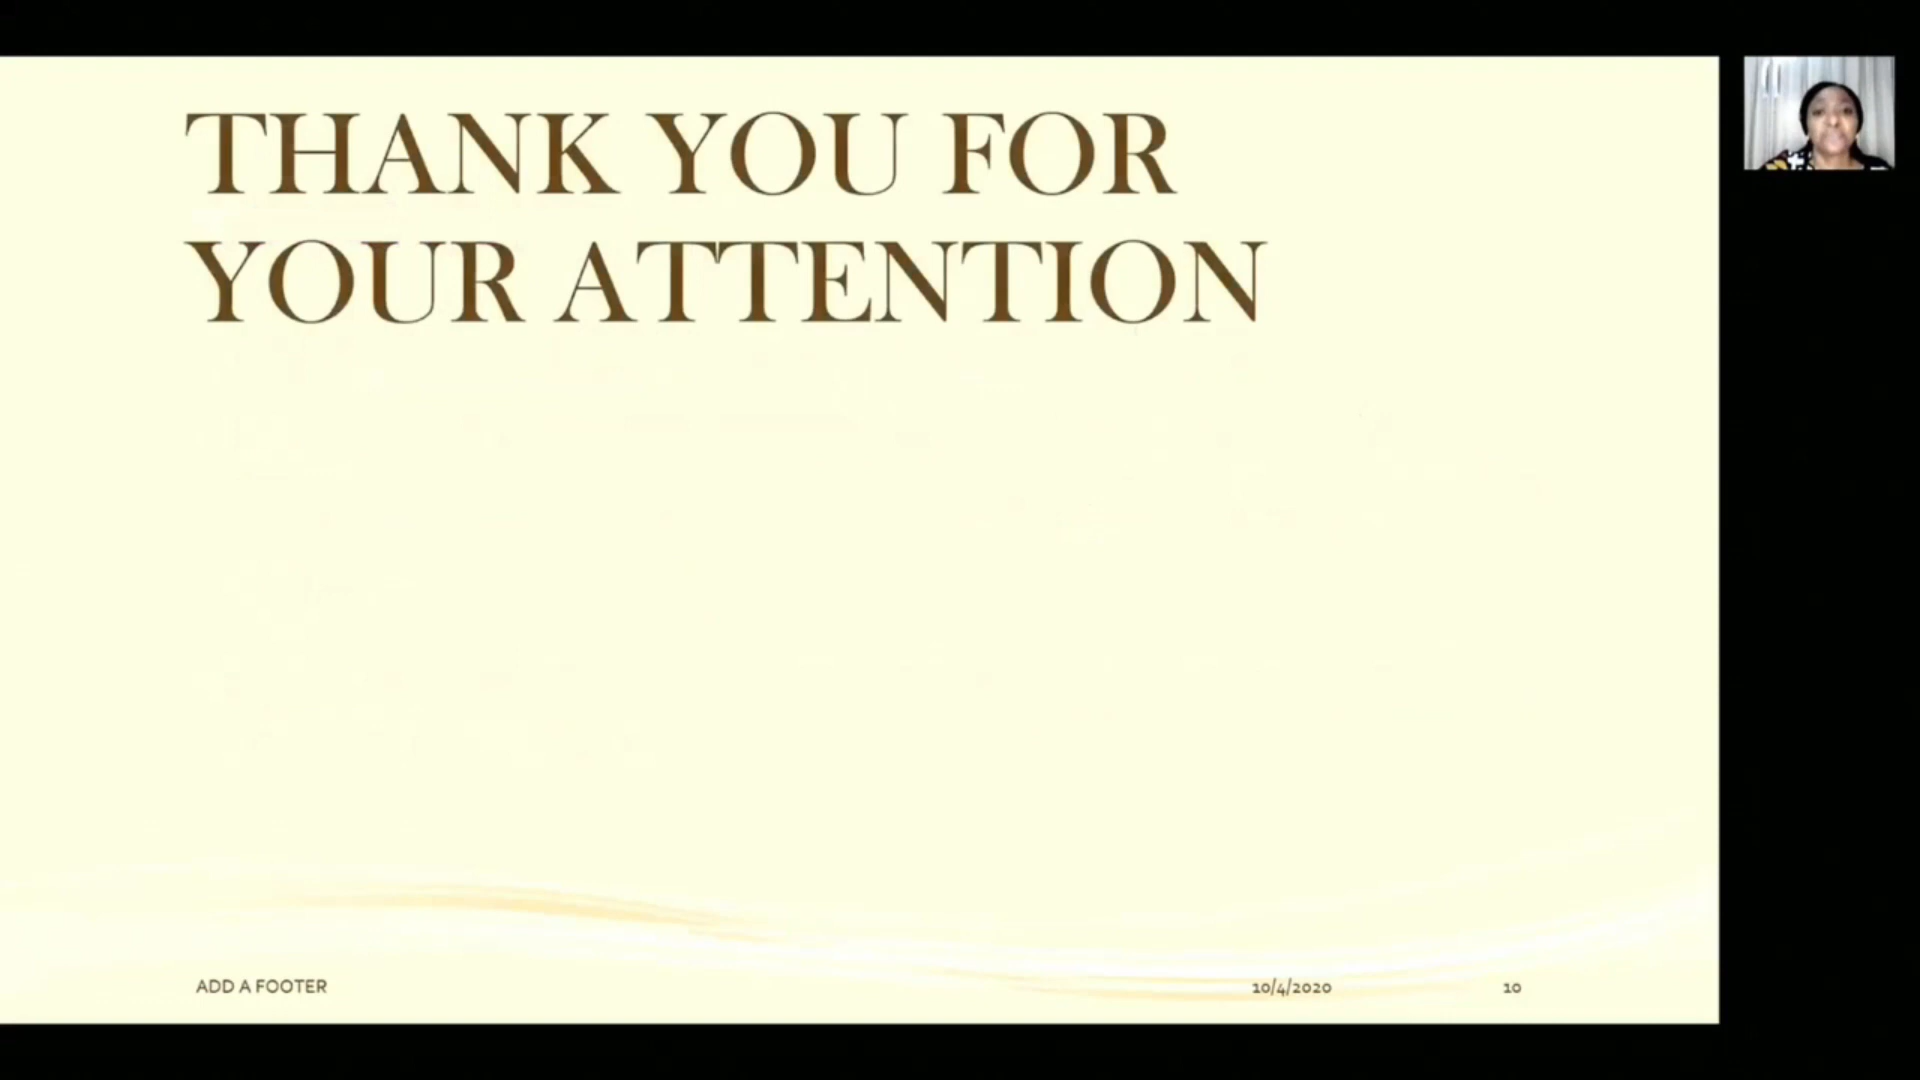 THANK YOU FOR
YOUR ATTENTION
ADD A FOOTER
10/4/2020
10